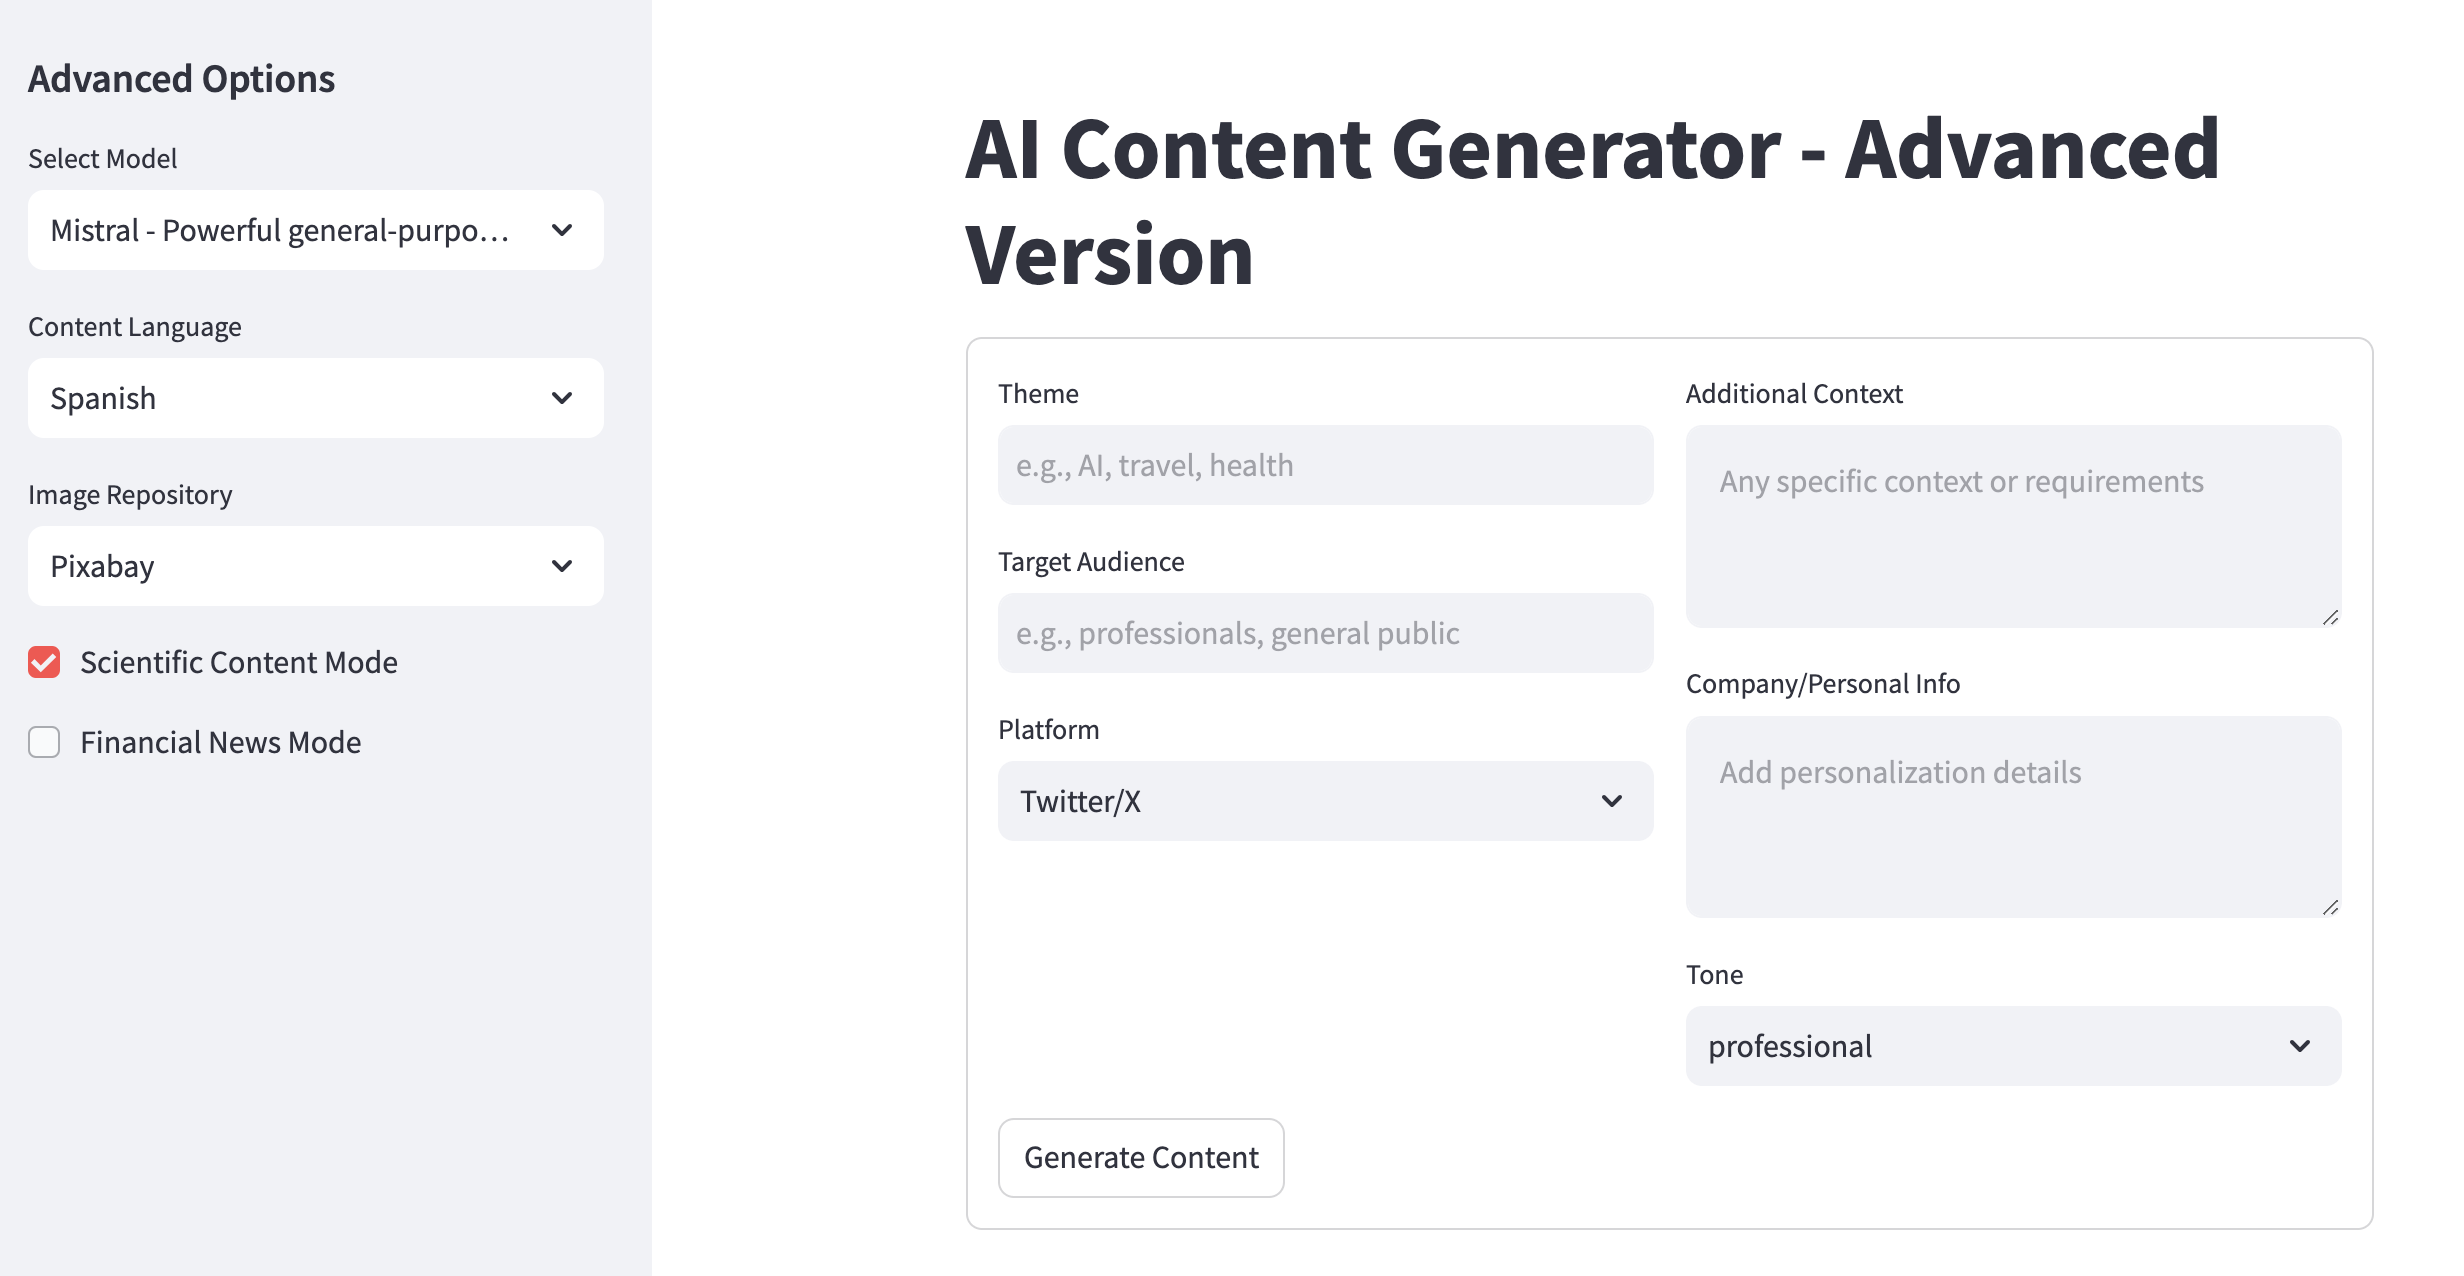 Advanced Options
Select Model
Mistral - Powerful general-purpo...
Content Language
Spanish
Image Repository
Pixabay
Scientific Content Mode
Financial News Mode
AI Content Generator - Advanced
Version
Theme
e.g., AI, travel, health
Target Audience
e.g., professionals, general public
Platform
Twitter/X
Additional Context
Any specific context or requirements
Company/Personal Info
Add personalization details
Tone
professional
Generate Content